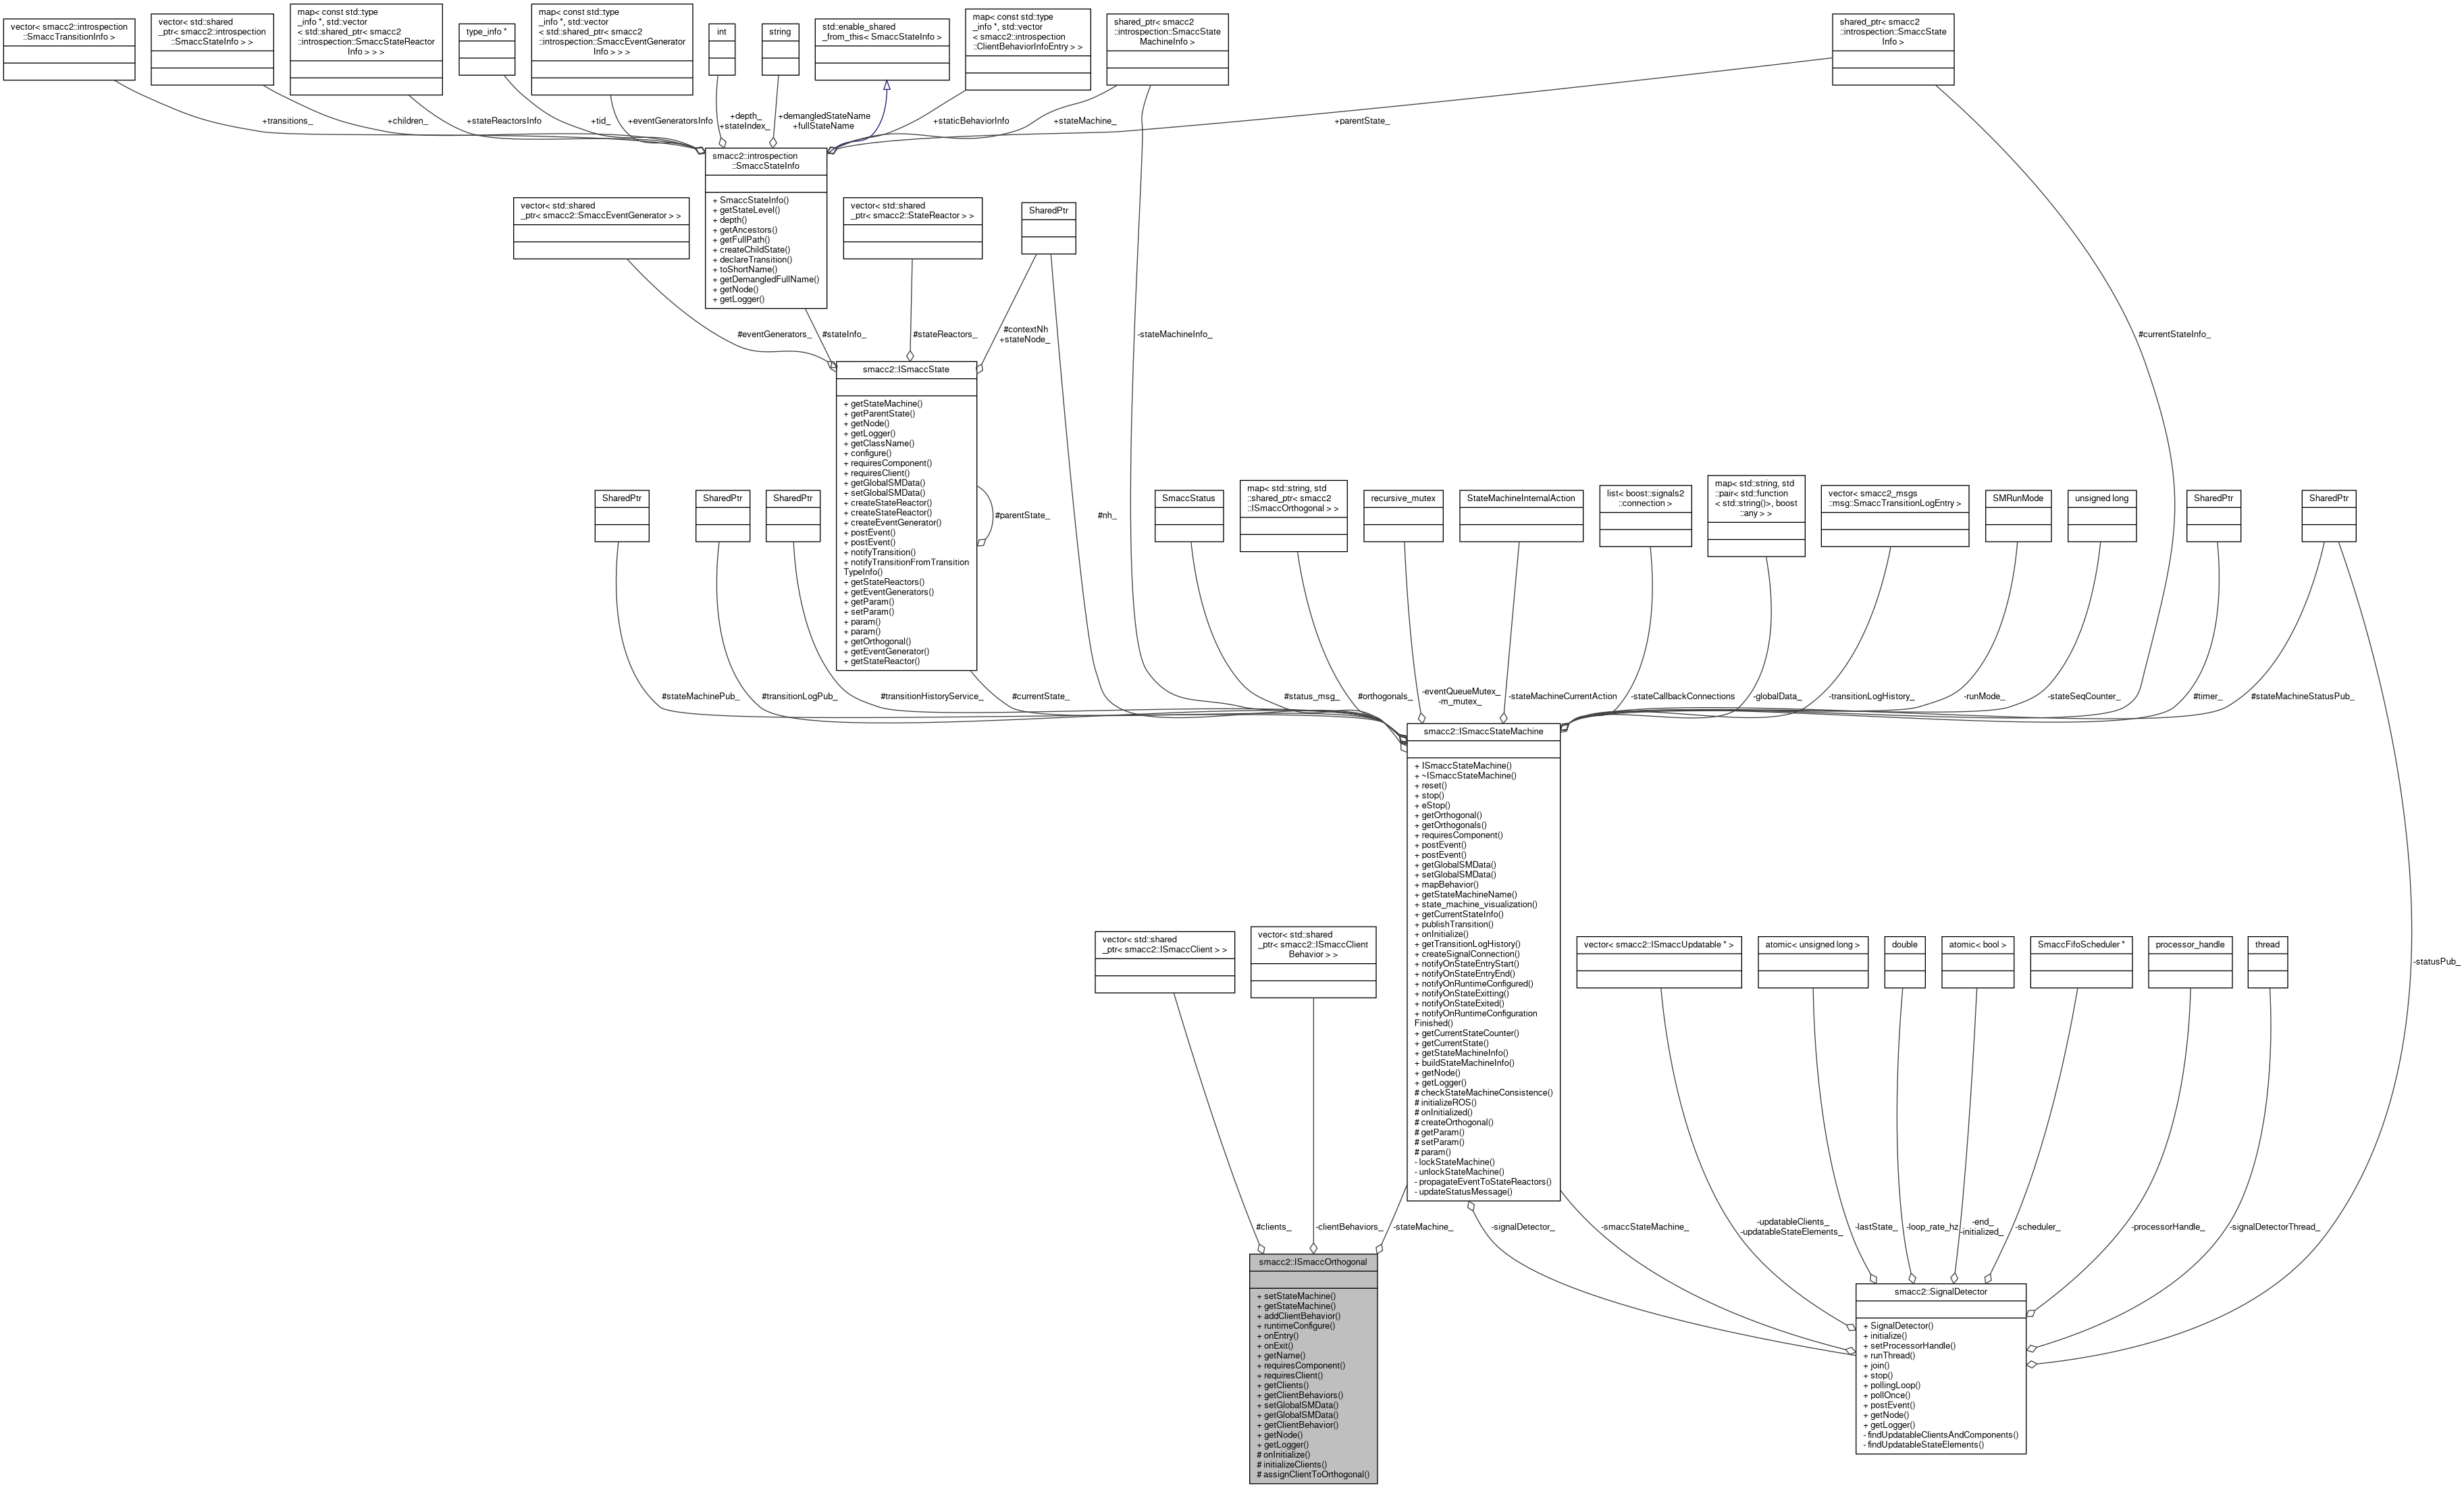 vector< smacc2::introspection
::SmaccTransitionInfo >
vector< std::shared
_ptr< smacc2::introspection
::SmaccStateInfo > >
map< const std::type
_info *, std::vector
< std::shared_ptr< smacc2
::introspection::SmaccStateReactor
Info > > >
type_info *
map< const std::type
_info *, std::vector
< std::shared_ptr< smacc2
::introspection::SmaccEventGenerator
Info > > >
int
string
std::enable_shared
_from_this< SmaccStateInfo >
map< const std::type
_info *, std::vector
< smacc2::introspection
::ClientBehaviorInfoEntry > >
shared_ptr< smacc2
::introspection::SmaccState
MachineInfo >
shared_ptr< smacc2
::introspection::SmaccState
Info >
+transitions_
+children_
+stateReactorsInfo
+tid_
+eventGeneratorsInfo
+depth_
+stateIndex_
+demangledStateName
+fullStateName
+staticBehaviorInfo
+stateMachine_
+parentState_
smacc2::introspection
::SmaccStateInfo
+ SmaccStateInfo()
+ getStateLevel()
+ depth()
+ getAncestors()
+ getFullPath()
+ createChildState()
+ declareTransition()
+ toShortName()
+ getDemangledFullName()
+ getNode()
+ getLogger()
vector< std::shared
_ptr< smacc2::SmaccEventGenerator > >
vector< std::shared
_ptr< smacc2::StateReactor > >
SharedPtr
#eventGenerators_
#stateInfo_
#stateReactors_
#contextNh
+stateNode_
-stateMachineInfo_
#currentStateInfo_
smacc2::ISmaccState
+ getStateMachine()
+ getParentState()
+ getNode()
+ getLogger()
+ getClassName()
+ configure()
+ requiresComponent()
+ requiresClient()
+ getGlobalSMData()
+ setGlobalSMData()
+ createStateReactor()
+ createStateReactor()
+ createEventGenerator()
+ postEvent()
+ postEvent()
+ notifyTransition()
+ notifyTransitionFromTransition
TypeInfo()
+ getStateReactors()
+ getEventGenerators()
+ getParam()
+ setParam()
+ param()
+ param()
+ getOrthogonal()
+ getEventGenerator()
+ getStateReactor()
#parentState_
#nh_
SharedPtr
SharedPtr
SharedPtr
SmaccStatus
map< std::string, std
::shared_ptr< smacc2
::ISmaccOrthogonal > >
recursive_mutex
StateMachineInternalAction
list< boost::signals2
::connection >
map< std::string, std
::pair< std::function
< std::string()>, boost
::any > >
vector< smacc2_msgs
::msg::SmaccTransitionLogEntry >
SMRunMode
unsigned long
SharedPtr
SharedPtr
#stateMachinePub_
#transitionLogPub_
#transitionHistoryService_
#currentState_
#status_msg_
#orthogonals_
-eventQueueMutex_
-m_mutex_
-stateMachineCurrentAction
-stateCallbackConnections
-globalData_
-transitionLogHistory_
-runMode_
-stateSeqCounter_
#timer_
#stateMachineStatusPub_
smacc2::ISmaccStateMachine
+ ISmaccStateMachine()
+ ~ISmaccStateMachine()
+ reset()
+ stop()
+ eStop()
+ getOrthogonal()
+ getOrthogonals()
+ requiresComponent()
+ postEvent()
+ postEvent()
+ getGlobalSMData()
+ setGlobalSMData()
+ mapBehavior()
+ getStateMachineName()
+ state_machine_visualization()
+ getCurrentStateInfo()
+ publishTransition()
+ onInitialize()
+ getTransitionLogHistory()
+ createSignalConnection()
+ notifyOnStateEntryStart()
+ notifyOnStateEntryEnd()
+ notifyOnRuntimeConfigured()
+ notifyOnStateExitting()
+ notifyOnStateExited()
+ notifyOnRuntimeConfiguration
Finished()
+ getCurrentStateCounter()
+ getCurrentState()
+ getStateMachineInfo()
+ buildStateMachineInfo()
+ getNode()
+ getLogger()
# checkStateMachineConsistence()
# initializeROS()
# onInitialized()
# createOrthogonal()
# getParam()
# setParam()
# param()
- lockStateMachine()
- unlockStateMachine()
- propagateEventToStateReactors()
- updateStatusMessage()
vector< std::shared
_ptr< smacc2::ISmaccClient > >
vector< std::shared
_ptr< smacc2::ISmaccClient
Behavior > >
vector< smacc2::ISmaccUpdatable * >
atomic< unsigned long >
double
atomic< bool >
SmaccFifoScheduler *
processor_handle
thread
-statusPub_
#clients_
-clientBehaviors_
-stateMachine_
-signalDetector_
-smaccStateMachine_
-updatableClients_
-updatableStateElements_
-lastState_
-loop_rate_hz
-end_
-initialized_
-scheduler_
-processorHandle_
-signalDetectorThread_
smacc2::ISmaccOrthogonal
+ setStateMachine()
+ getStateMachine()
+ addClientBehavior()
+ runtimeConfigure()
+ onEntry()
+ onExit()
+ getName()
+ requiresComponent()
+ requiresClient()
+ getClients()
+ getClientBehaviors()
+ setGlobalSMData()
+ getGlobalSMData()
+ getClientBehavior()
+ getNode()
+ getLogger()
# onInitialize()
# initializeClients()
# assignClientToOrthogonal()
smacc2::SignalDetector
+ SignalDetector()
+ initialize()
+ setProcessorHandle()
+ runThread()
+ join()
+ stop()
+ pollingLoop()
+ pollOnce()
+ postEvent()
+ getNode()
+ getLogger()
- findUpdatableClientsAndComponents()
- findUpdatableStateElements()